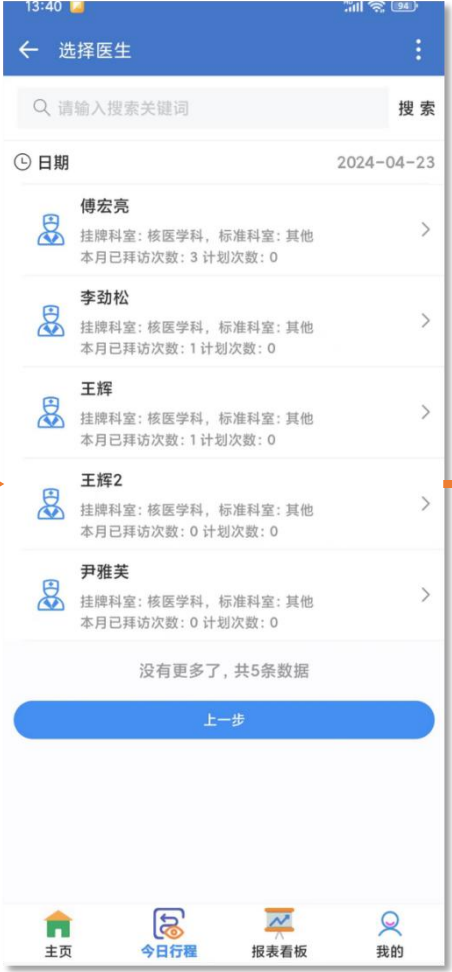 13:40 94
选择医生
请输入搜索关键词 搜索
日期 2024-04-23
傅宏亮
挂牌科室: 核医学科, 标准科室: 其他
本月已拜访次数: 3 计划次数: 0
李劲松
挂牌科室: 核医学科, 标准科室: 其他
本月已拜访次数: 1 计划次数: 0
王辉
挂牌科室: 核医学科, 标准科室: 其他
本月已拜访次数: 1 计划次数: 0
王辉2
挂牌科室: 核医学科, 标准科室: 其他
本月已拜访次数: 0 计划次数: 0
尹雅芙
挂牌科室: 核医学科, 标准科室: 其他
本月已拜访次数: 0 计划次数: 0
没有更多了, 共5条数据
上一步
主页 今日行程 报表看板 我的